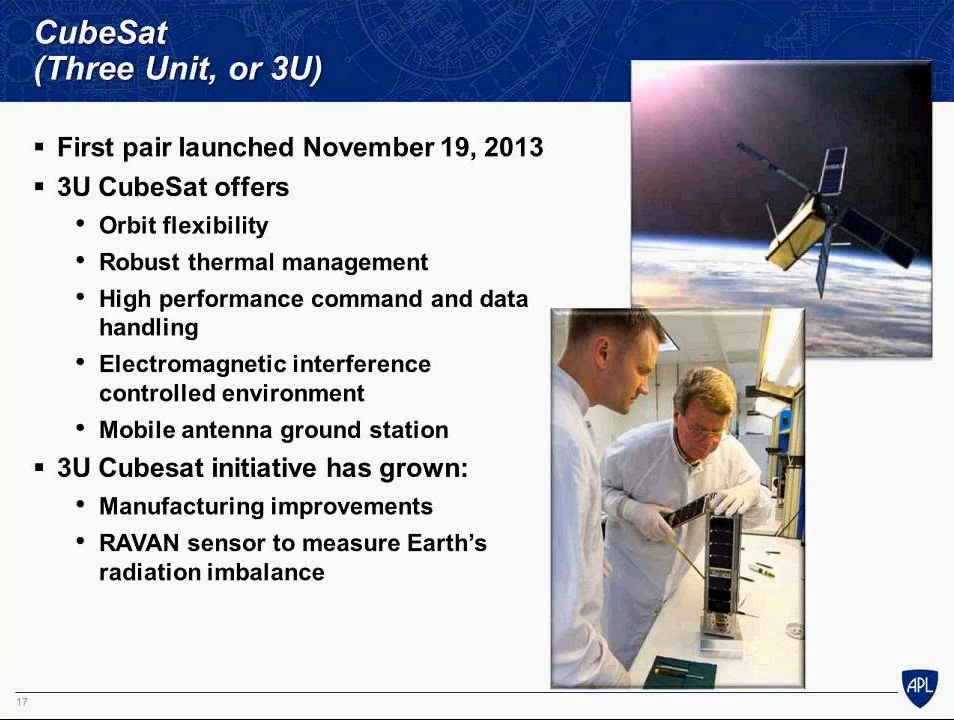 CubeSat
(Three Unit, or 3U)
▪ First pair launched November 19, 2013
▪ 3U CubeSat offers
• Orbit flexibility
• Robust thermal management
• High performance command and data
handling
• Electromagnetic interference
controlled environment
• Mobile antenna ground station
▪ 3U Cubesat initiative has grown:
• Manufacturing improvements
• RAVAN sensor to measure Earth’s
radiation imbalance
17
APL